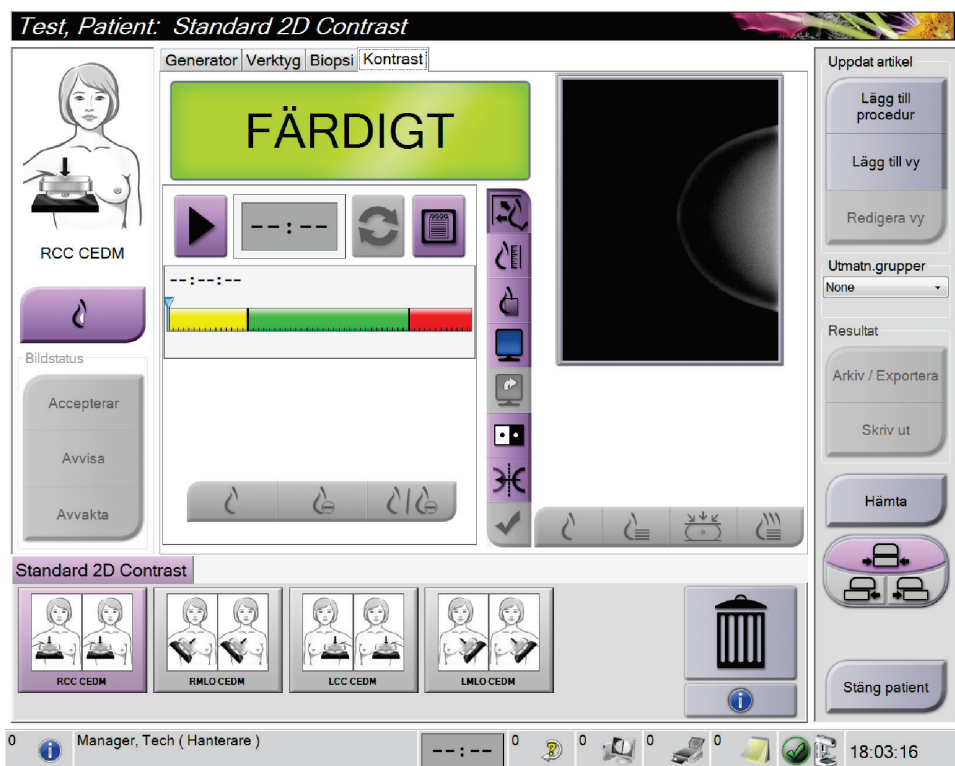 Test, Patient: Standard 2D Contrast
Generator Verktyg Biopsi Kontrast
FÄRDIGT
--:--
--:--:--
RCC CEDM
Bildstatus
Accepterar
Avvisa
Avvakta
Uppdat artikel
Lägg till
procedur
Lägg till vy
Redigera vy
Utmatn.grupper
None
Resultat
Arkiv / Exportera
Skriv ut
Hämta
Stäng patient
Standard 2D Contrast
RCC CEDM
RMLO CEDM
LCC CEDM
LMLO CEDM
0 Manager, Tech ( Hanterare ) --:-- 0 0 0 0 18:03:16